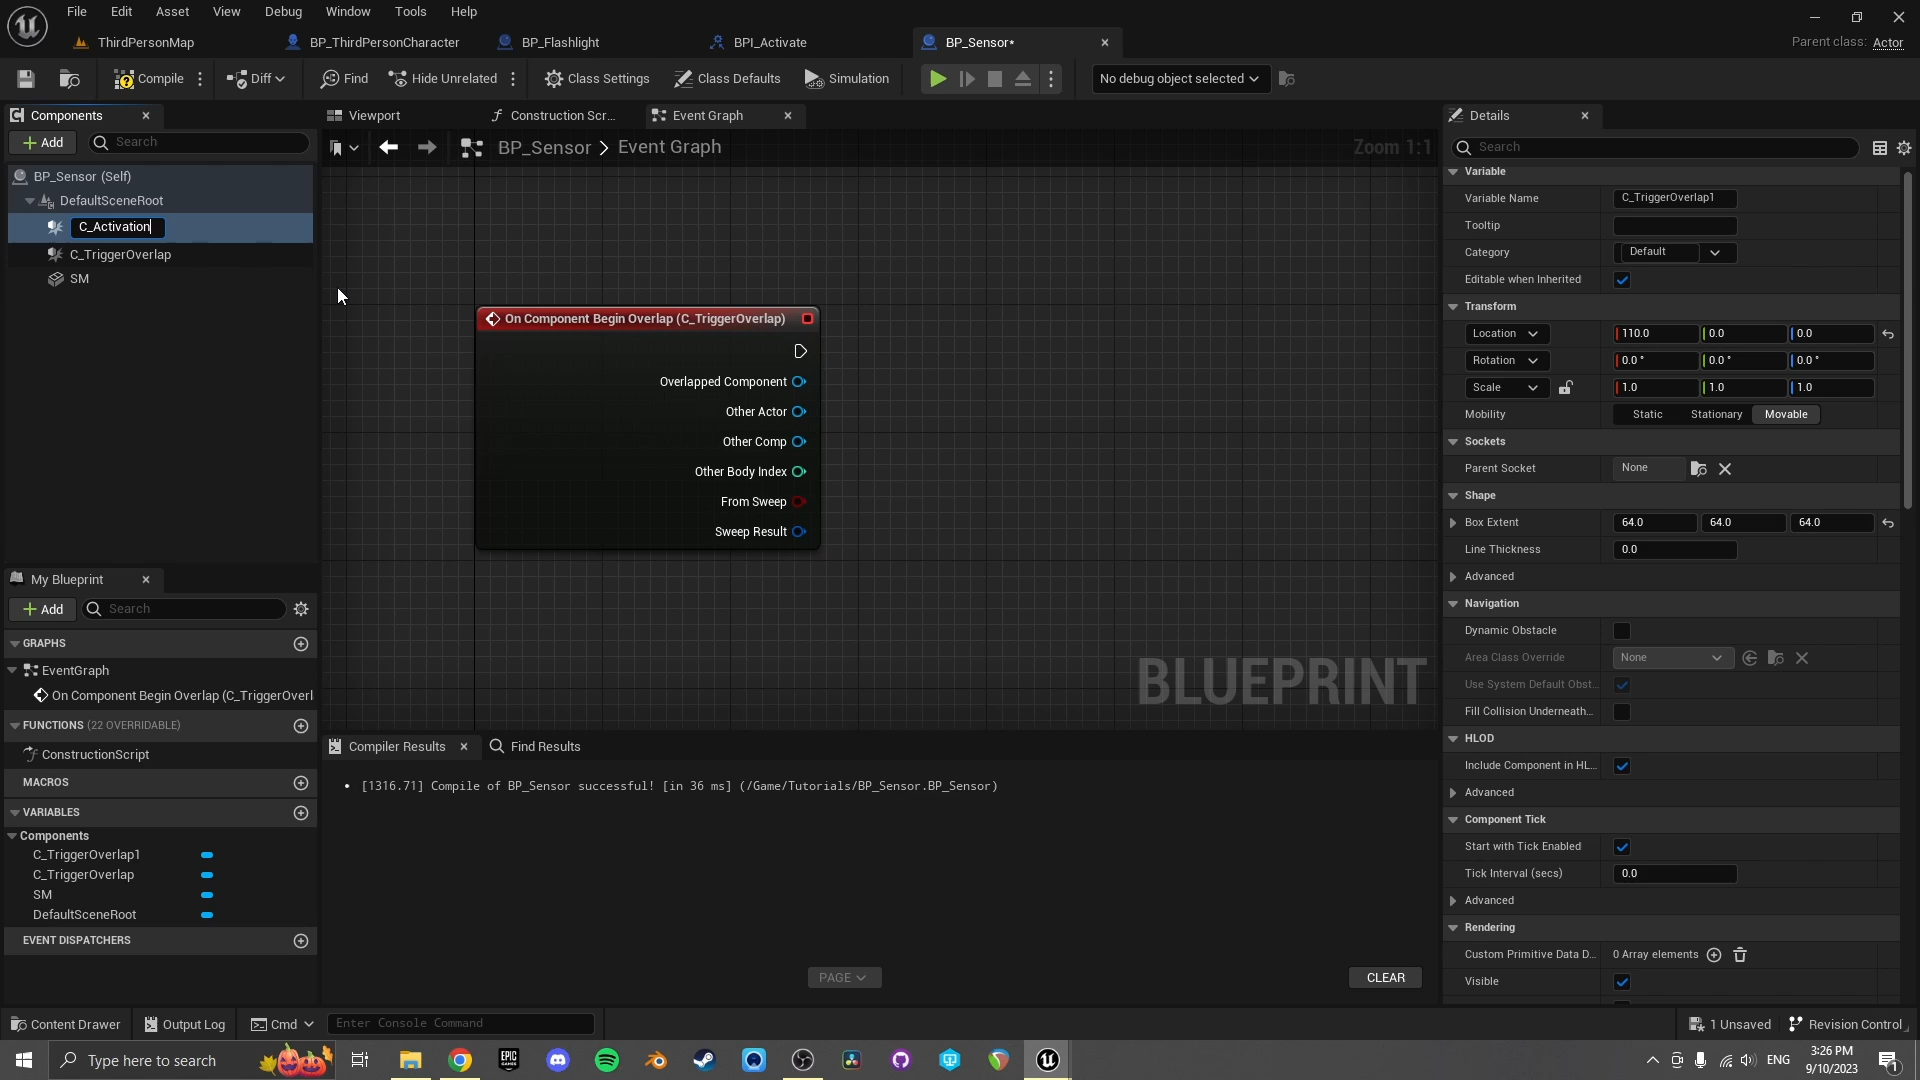 File Edit Asset View Debug Window Tools Help
ThirdPersonMap BP_ThirdPersonCharacter BP_Flashlight BPI_Activate BP_Sensor* Parent class: Actor
Compile Diff Find Hide Unrelated Class Settings Class Defaults Simulation No debug object selected
Components
Viewport Construction Scr... Event Graph
Details
Add Search
BP_Sensor > Event Graph
Zoom 1:1
Search
BP_Sensor (Self)
DefaultSceneRoot
C_Activation
C_TriggerOverlap
SM
On Component Begin Overlap (C_TriggerOverlap)
Overlapped Component
Other Actor
Other Comp
Other Body Index
From Sweep
Sweep Result
BLUEPRINT
Variable
Variable Name C_TriggerOverlap1
Tooltip
Category Default
Editable when Inherited
Transform
Location 110.0 0.0 0.0
Rotation 0.0 ° 0.0 ° 0.0 °
Scale 1.0 1.0 1.0
Mobility Static Stationary Movable
Sockets
Parent Socket None
Shape
Box Extent 64.0 64.0 64.0
Line Thickness 0.0
Advanced
Navigation
Dynamic Obstacle
Area Class Override None
Use System Default Obst...
Fill Collision Underneath...
HLOD
Include Component in HL...
Advanced
Component Tick
Start with Tick Enabled
Tick Interval (secs) 0.0
Advanced
Rendering
Custom Primitive Data D... 0 Array elements
Visible
My Blueprint
Add Search
GRAPHS
EventGraph
On Component Begin Overlap (C_TriggerOverl
FUNCTIONS (22 OVERRIDABLE)
ConstructionScript
MACROS
VARIABLES
Components
C_TriggerOverlap1
C_TriggerOverlap
SM
DefaultSceneRoot
EVENT DISPATCHERS
Compiler Results Find Results
• [1316.71] Compile of BP_Sensor successful! [in 36 ms] (/Game/Tutorials/BP_Sensor.BP_Sensor)
PAGE
CLEAR
Content Drawer Output Log Cmd Enter Console Command 1 Unsaved Revision Control
Type here to search
EPIC GAMES
ENG
3:26 PM
9/10/2023
1